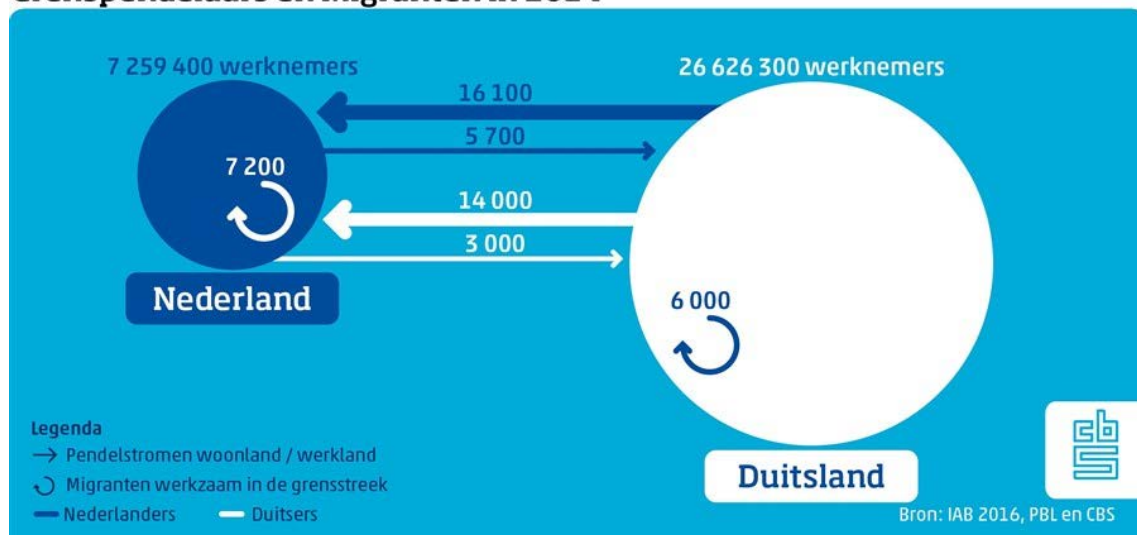 7 259 400 werknemers
26 626 300 werknemers
16 100
5 700
7 200
14 000
3 000
Nederland
6 000
Duitsland
Legenda
Pendelstromen woonland / werkland
Migranten werkzaam in de grensstreek
Nederlanders Duitsers
cbs
Bron: IAB 2016, PBL en CBS